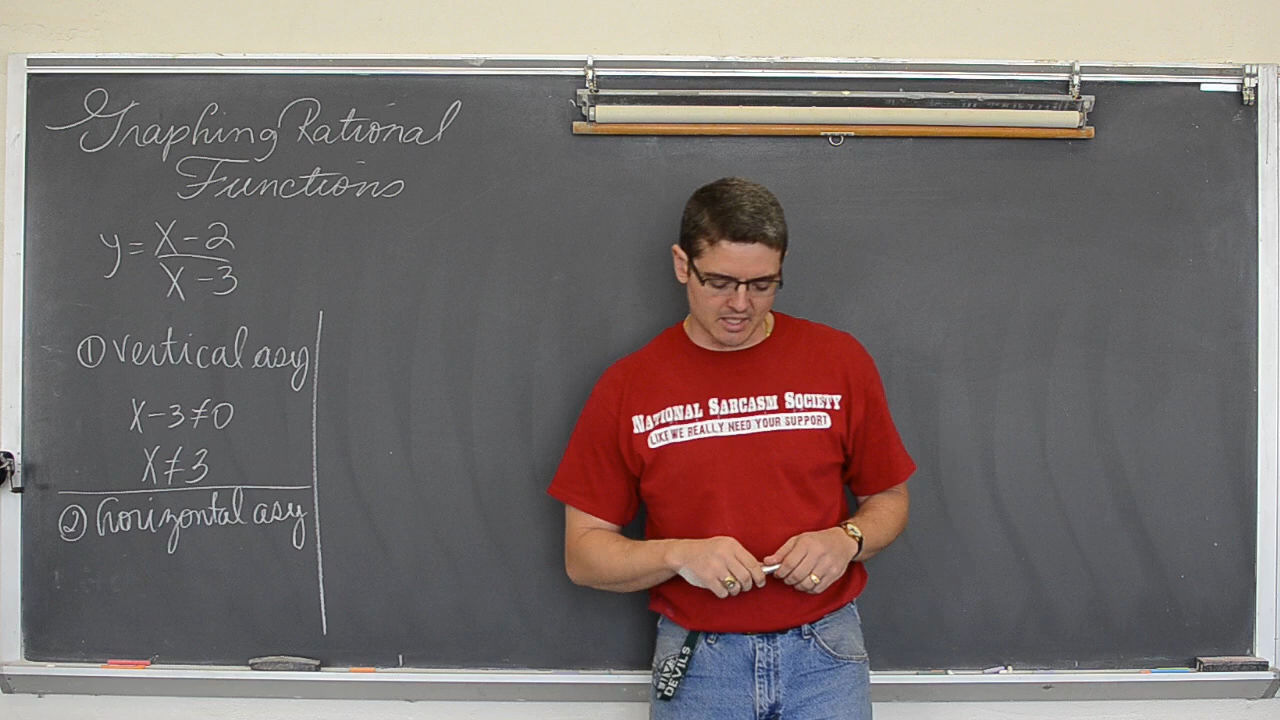 Graphing Rational
Functions
y = X - 2
X - 3
① vertical asy
X - 3 ≠ 0
X ≠ 3
② horizontal asy
NATIONAL SARCASM SOCIETY
LIKE WE REALLY NEED YOUR SUPPORT
DEVILS